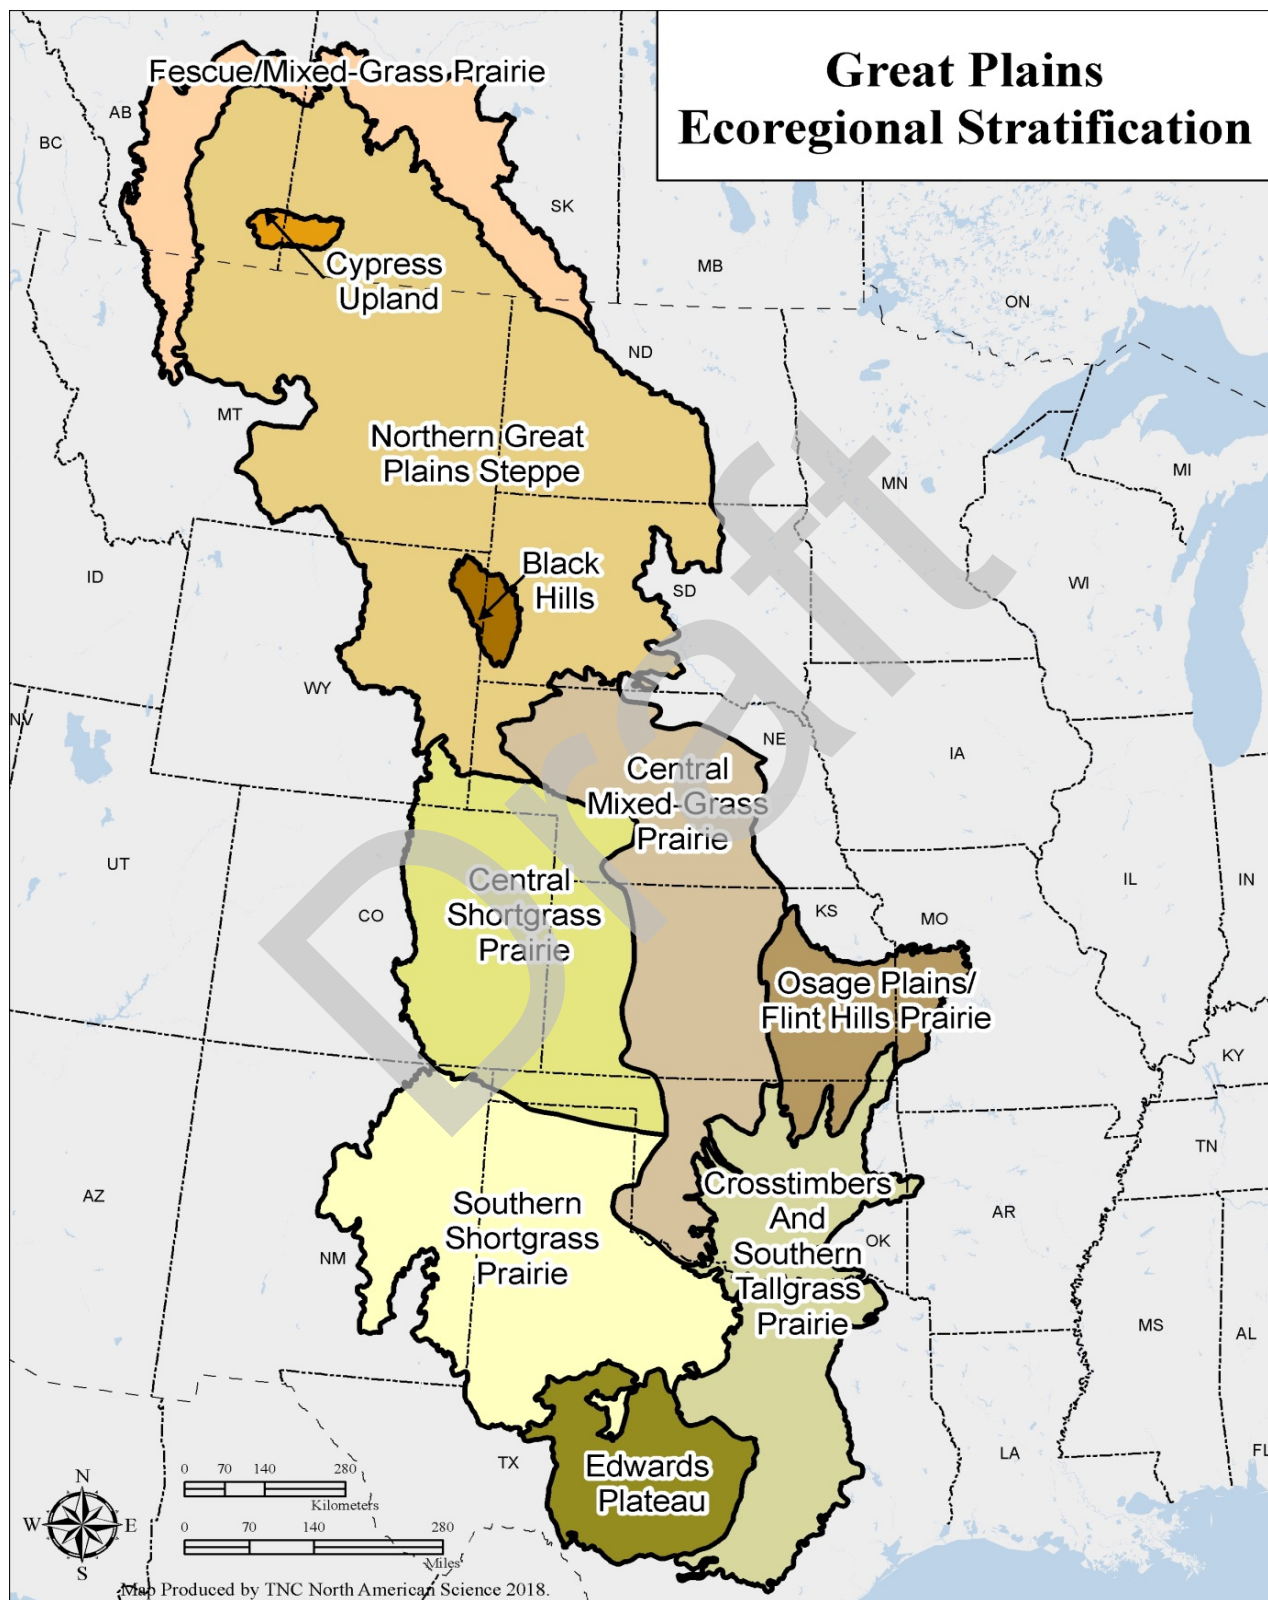 Great Plains
Ecoregional Stratification
Fescue/Mixed-Grass Prairie
AB
BC
SK
Cypress
Upland
MB
ON
ND
MT
Northern Great
Plains Steppe
MN
MI
ID
Black
Hills
SD
WI
WY
NV
NE
IA
Central
Mixed-Grass
Prairie
UT
Central
Shortgrass
Prairie
CO
KS
MO
IL
IN
Osage Plains/
Flint Hills Prairie
KY
TN
AZ
Southern
Shortgrass
Prairie
NM
Crosstimbers
And
Southern
Tallgrass
Prairie
OK
AR
MS
AL
Edwards
Plateau
TX
LA
FL
Draft
N
W E
S
0 70 140 280
Kilometers
0 70 140 280
Miles
Map Produced by TNC North American Science 2018.